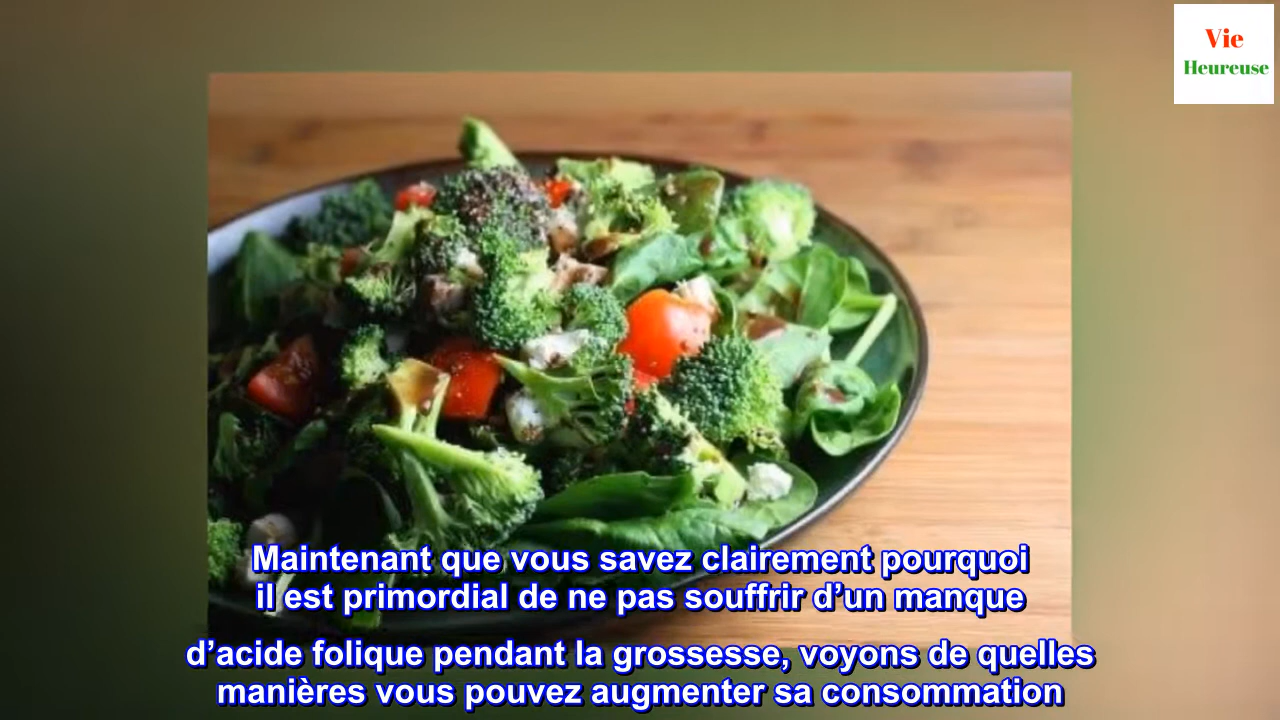 Vie
Heureuse
Maintenant que vous savez clairement pourquoi
il est primordial de ne pas souffrir d’un manque
d’acide folique pendant la grossesse, voyons de quelles
manières vous pouvez augmenter sa consommation